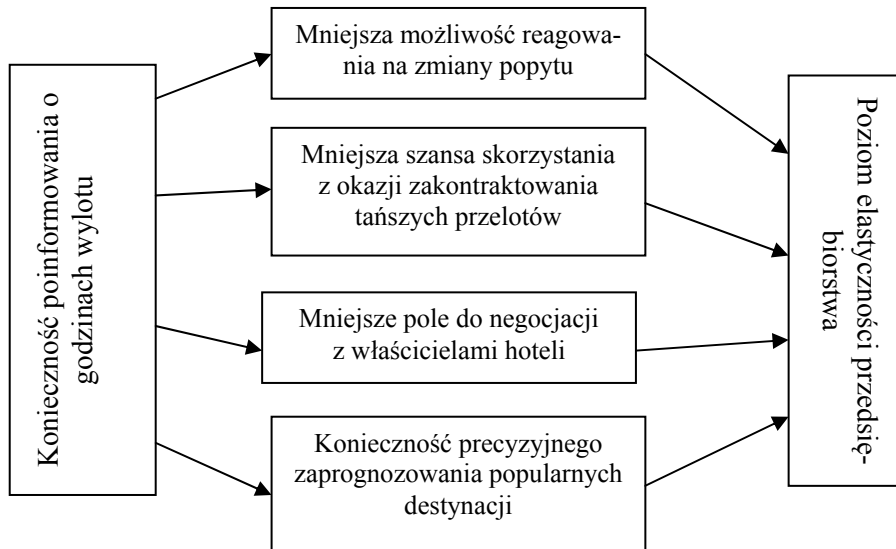 Konieczność poinformowania o
godzinach wylotu
Mniejsza możliwość reagowa-
nia na zmiany popytu
Mniejsza szansa skorzystania
z okazji zakontraktowania
tańszych przelotów
Mniejsze pole do negocjacji
z właścicielami hoteli
Konieczność precyzyjnego
zaprognozowania popularnych
destynacji
Poziom elastyczności przedsię-
biorstwa